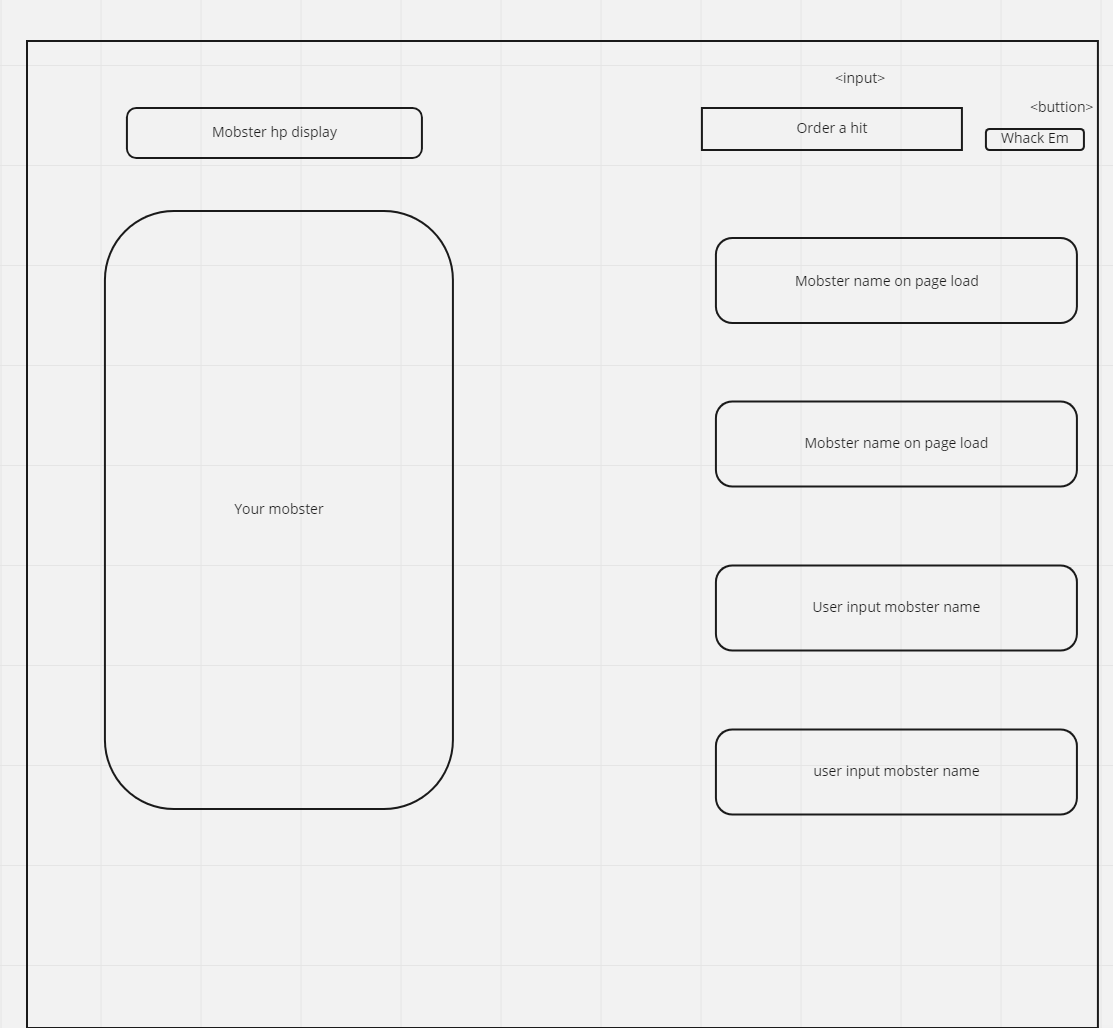 <input>
<buttion>
Mobster hp display
Order a hit
Whack Em
Mobster name on page load
Mobster name on page load
Your mobster
User input mobster name
user input mobster name